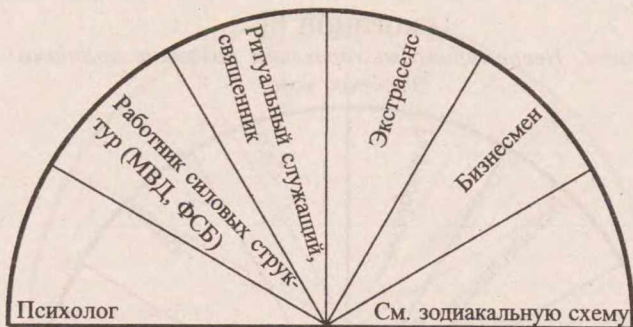 Психолог
Работник силовых струк-
тур (МВД, ФСБ)
Ритуальный служащий,
священник
Экстрасенс
Бизнесмен
См. зодиакальную схему